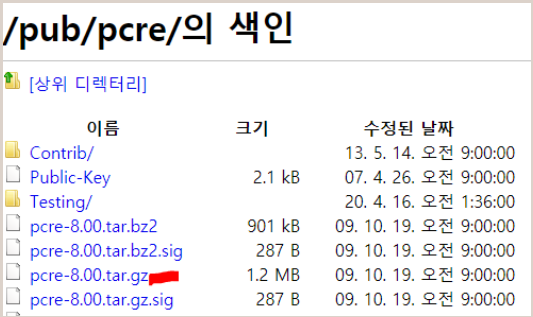 /pub/pcre/의 색인
[상위 디렉터리]
이름 크기 수정된 날짜
Contrib/ 13. 5. 14. 오전 9:00:00
Public-Key 2.1 kB 07. 4. 26. 오전 9:00:00
Testing/ 20. 4. 16. 오전 1:36:00
pcre-8.00.tar.bz2 901 kB 09. 10. 19. 오전 9:00:00
pcre-8.00.tar.bz2.sig 287 B 09. 10. 19. 오전 9:00:00
pcre-8.00.tar.gz 1.2 MB 09. 10. 19. 오전 9:00:00
pcre-8.00.tar.gz.sig 287 B 09. 10. 19. 오전 9:00:00